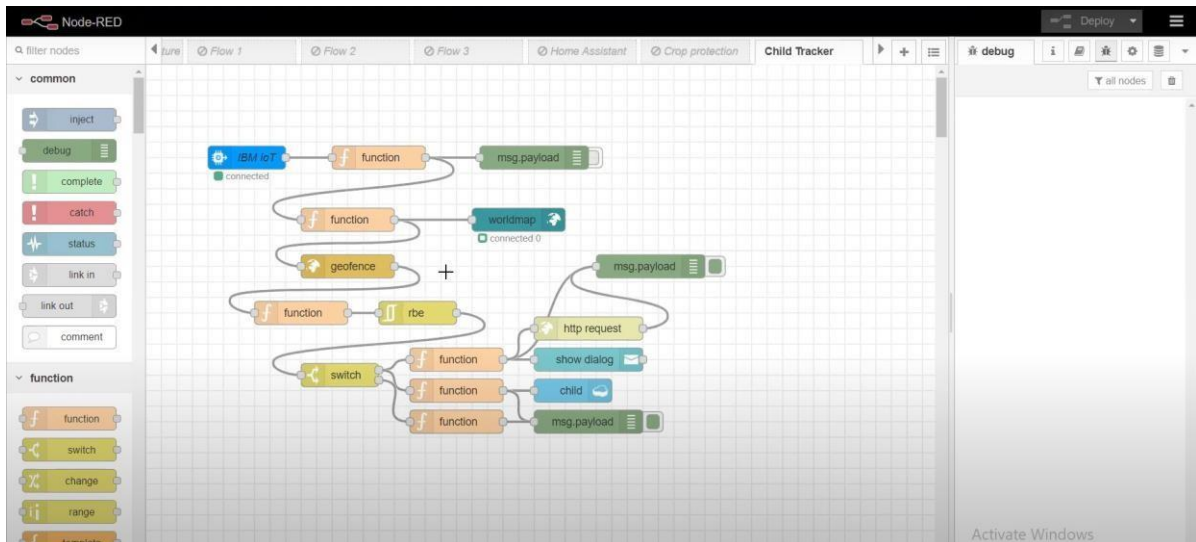 Node-RED
Deploy
filter nodes
ture
Flow 1
Flow 2
Flow 3
Home Assistant
Crop protection
Child Tracker
debug
i
all nodes
common
inject
debug
complete
catch
status
link in
link out
comment
function
function
switch
change
range
template
IBM IoT
connected
function
msg.payload
function
worldmap
connected 0
geofence
msg.payload
function
rbe
http request
switch
function
show dialog
function
child
function
msg.payload
Activate Windows